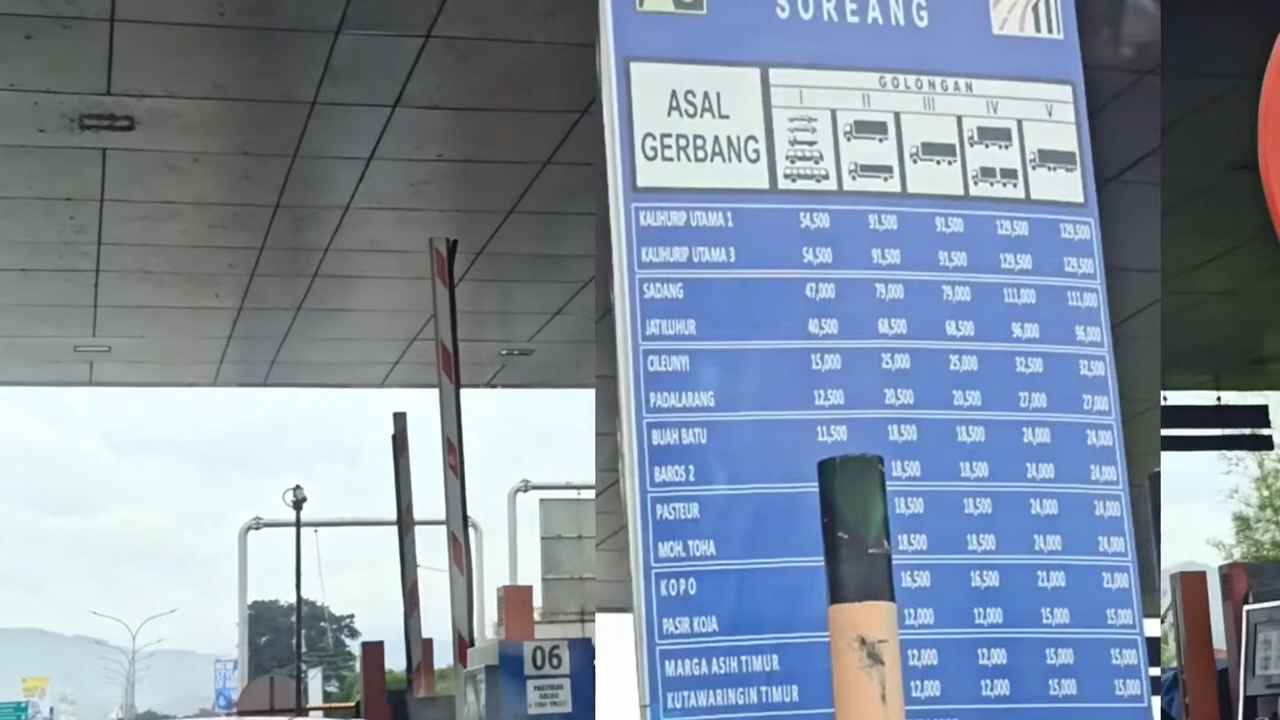 SOREANG
ASAL GERBANG
GOLONGAN
I II III IV V
KALIHURIP UTAMA 1 54,500 91,500 91,500 129,500 129,500
KALIHURIP UTAMA 3 54,500 91,500 91,500 129,500 129,500
SADANG 47,000 79,000 79,000 111,000 111,000
JATILUHUR 40,500 68,500 68,500 96,000 96,000
CILEUNYI 15,000 25,000 25,000 32,500 32,500
PADALARANG 12,500 20,500 20,500 27,000 27,000
BUAH BATU 11,500 18,500 18,500 24,000 24,000
BAROS 2 18,500 18,500 24,000 24,000
PASTEUR 18,500 18,500 24,000 24,000
MOH. TOHA 18,500 18,500 24,000 24,000
KOPO 16,500 16,500 21,000 21,000
PASIR KOJA 12,000 12,000 15,000 15,000
MARGA ASIH TIMUR 12,000 12,000 15,000 15,000
KUTAWARINGIN TIMUR 12,000 12,000 15,000 15,000
06
PASTIKAN SALDO